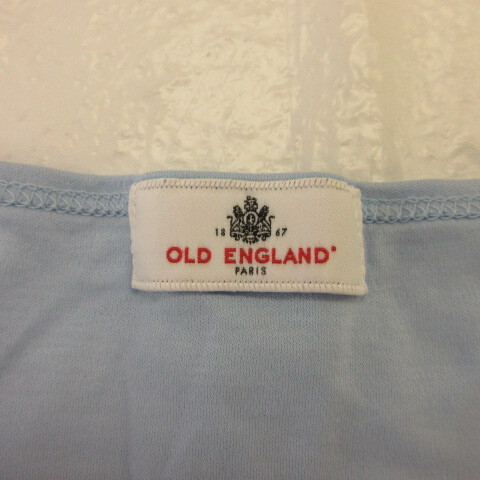 18 67
OLD ENGLAND
PARIS